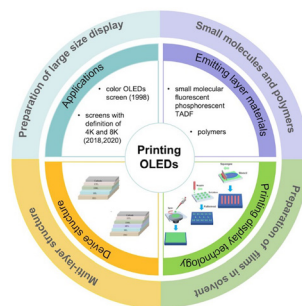 Preparation of large size display
Small molecules and polymers
Applications
Emitting layer materials
• color OLEDs
screen (1998)
• screens with
definition of
4K and 8K
(2018,2020)
• small molecular
fluorescent
phosphorescent
TADF
• polymers
Printing
OLEDs
Device structure
Printing display technology
Multi-layer structure
Preparation of films in solvent